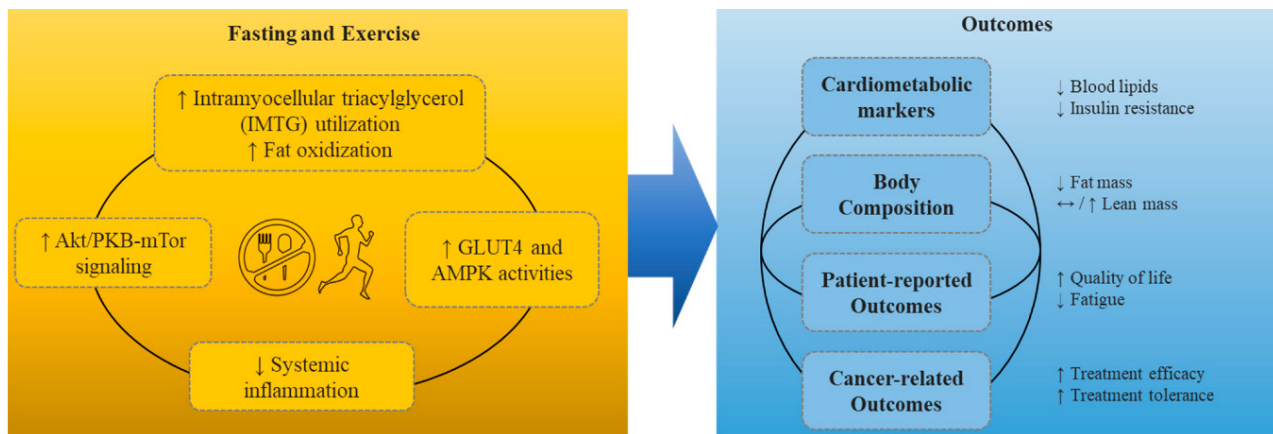 Fasting and Exercise
↑ Intramyocellular triacylglycerol
(IMTG) utilization
↑ Fat oxidization
↑ Akt/PKB-mTor
signaling
↑ GLUT4 and
AMPK activities
↓ Systemic
inflammation
Outcomes
Cardiometabolic
markers
↓ Blood lipids
↓ Insulin resistance
Body
Composition
↓ Fat mass
↔ / ↑ Lean mass
Patient-reported
Outcomes
↑ Quality of life
↓ Fatigue
Cancer-related
Outcomes
↑ Treatment efficacy
↑ Treatment tolerance